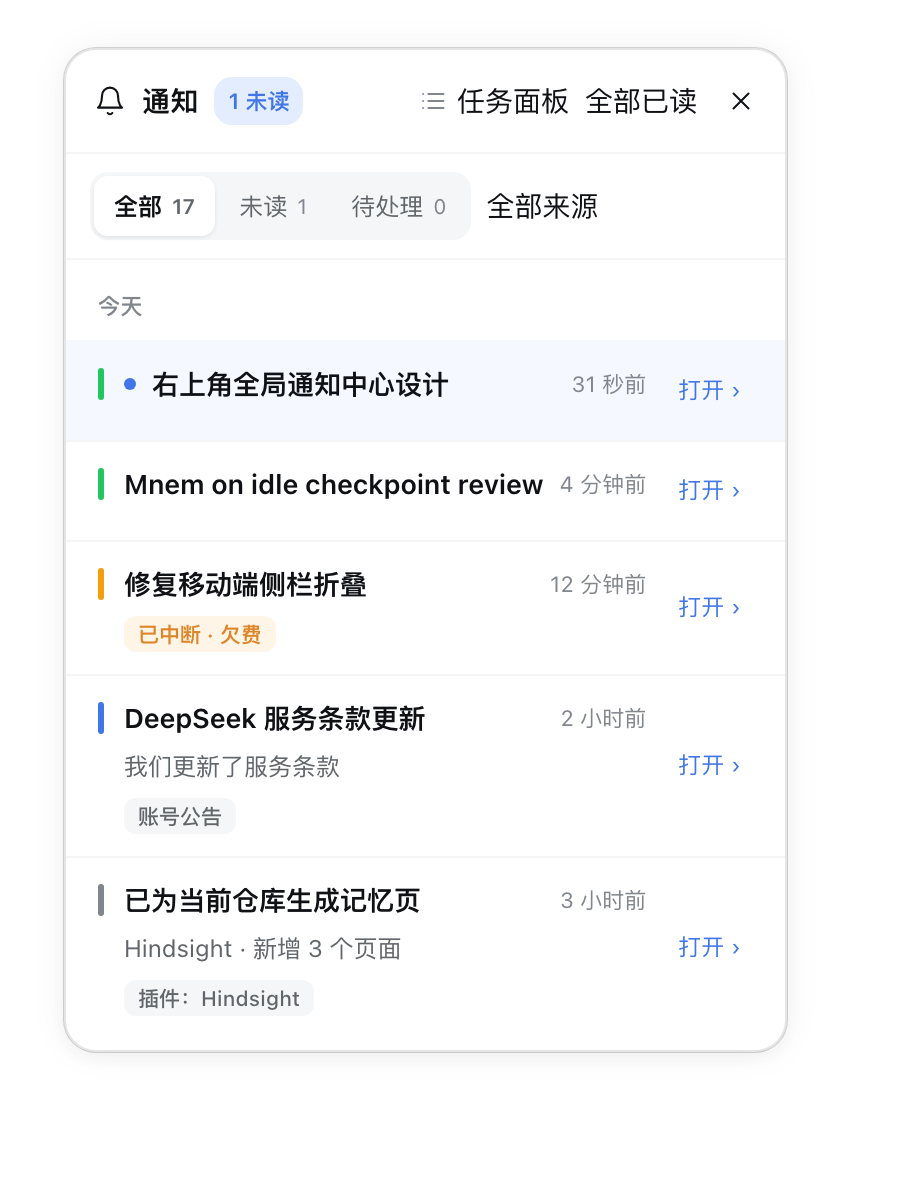 通知 1 未读 任务面板 全部已读
全部 17 未读 1 待处理 0 全部来源
今天
右上角全局通知中心设计 31 秒前 打开 ›
Mnem on idle checkpoint review 4 分钟前 打开 ›
修复移动端侧栏折叠 12 分钟前 打开 ›
已中断 · 欠费
DeepSeek 服务条款更新 2 小时前
我们更新了服务条款 打开 ›
账号公告
已为当前仓库生成记忆页 3 小时前
Hindsight · 新增 3 个页面 打开 ›
插件：Hindsight